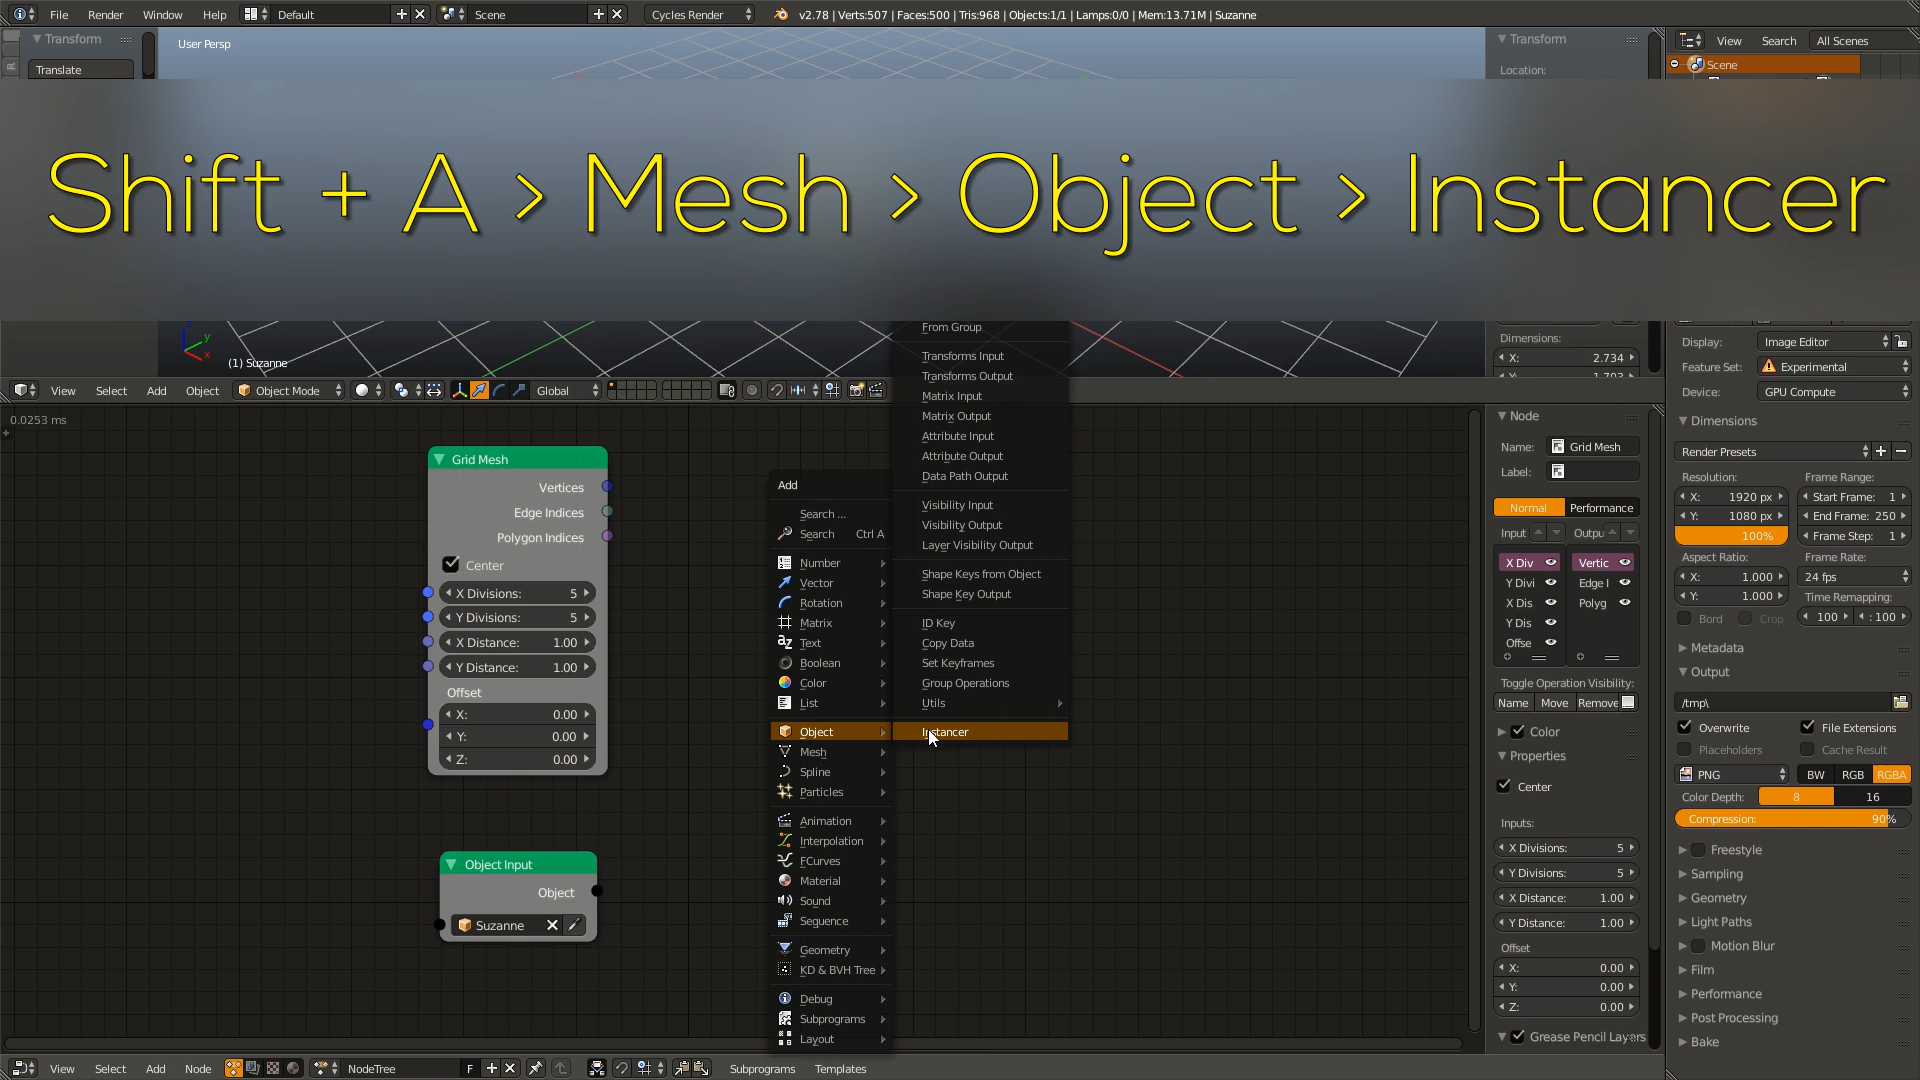 File Render Window Help Default Scene Cycles Render v2.78 | Verts:507 | Faces:500 | Tris:968 | Objects:1/1 | Lamps:0/0 | Mem:13.71M | Suzanne
Transform
Translate
User Persp
Transform
Location:
View Search All Scenes
Scene
Shift + A > Mesh > Object > Instancer
(1) Suzanne
Dimensions:
X: 2.734
View Select Add Object Object Mode Global
0.0253 ms
Grid Mesh
Vertices
Edge Indices
Polygon Indices
Center
X Divisions: 5
Y Divisions: 5
X Distance: 1.00
Y Distance: 1.00
Offset
X: 0.00
Y: 0.00
Z: 0.00
Object Input
Object
Suzanne
Add
Search ...
Search Ctrl A
Number
Vector
Rotation
Matrix
Text
Boolean
Color
List
Object
Mesh
Spline
Particles
Animation
Interpolation
FCurves
Material
Sound
Sequence
Geometry
KD & BVH Tree
Debug
Subprograms
Layout
From Group
Transforms Input
Transforms Output
Matrix Input
Matrix Output
Attribute Input
Attribute Output
Data Path Output
Visibility Input
Visibility Output
Layer Visibility Output
Shape Keys from Object
Shape Key Output
ID Key
Copy Data
Set Keyframes
Group Operations
Utils
Instancer
Node
Name: Grid Mesh
Label:
Normal Performance
Input Outpu
X Div Vertic
Y Divi Edge I
X Dis Polyg
Y Dis
Offse
Toggle Operation Visibility:
Name Move Remove
Color
Properties
Center
Inputs:
X Divisions: 5
Y Divisions: 5
X Distance: 1.00
Y Distance: 1.00
Offset
X: 0.00
Y: 0.00
Z: 0.00
Grease Pencil Layers
Display: Image Editor
Feature Set: Experimental
Device: GPU Compute
Dimensions
Render Presets
Resolution: Frame Range:
X: 1920 px Start Frame: 1
Y: 1080 px End Frame: 250
100% Frame Step: 1
Aspect Ratio: Frame Rate:
X: 1.000 24 fps
Y: 1.000 Time Remapping:
Bord Crop 100 : 100
Metadata
Output
/tmp\
Overwrite File Extensions
Placeholders Cache Result
PNG BW RGB RGBA
Color Depth: 8 16
Compression: 90%
Freestyle
Sampling
Geometry
Light Paths
Motion Blur
Film
Performance
Post Processing
Bake
View Select Add Node NodeTree F Subprograms Templates